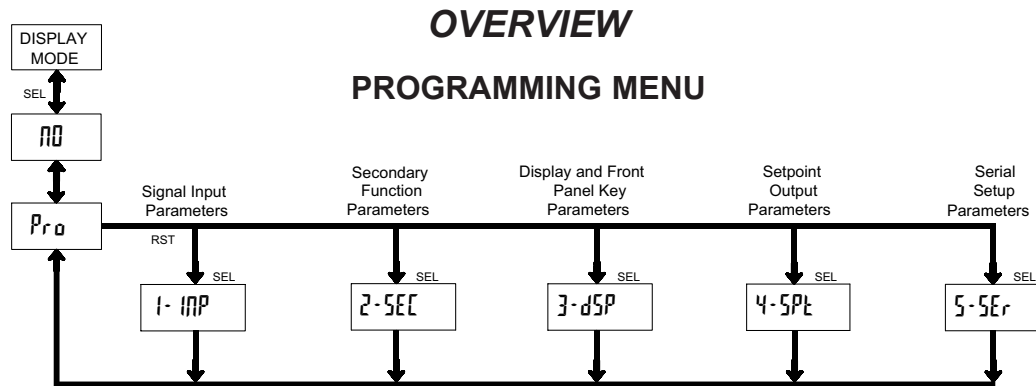 OVERVIEW
PROGRAMMING MENU
DISPLAY
MODE
SEL
NO
Pro
RST
Signal Input
Parameters
Secondary
Function
Parameters
Display and Front
Panel Key
Parameters
Setpoint
Output
Parameters
Serial
Setup
Parameters
SEL
1-INP
SEL
2-SEC
SEL
3-dSP
SEL
4-SPt
SEL
5-SEr